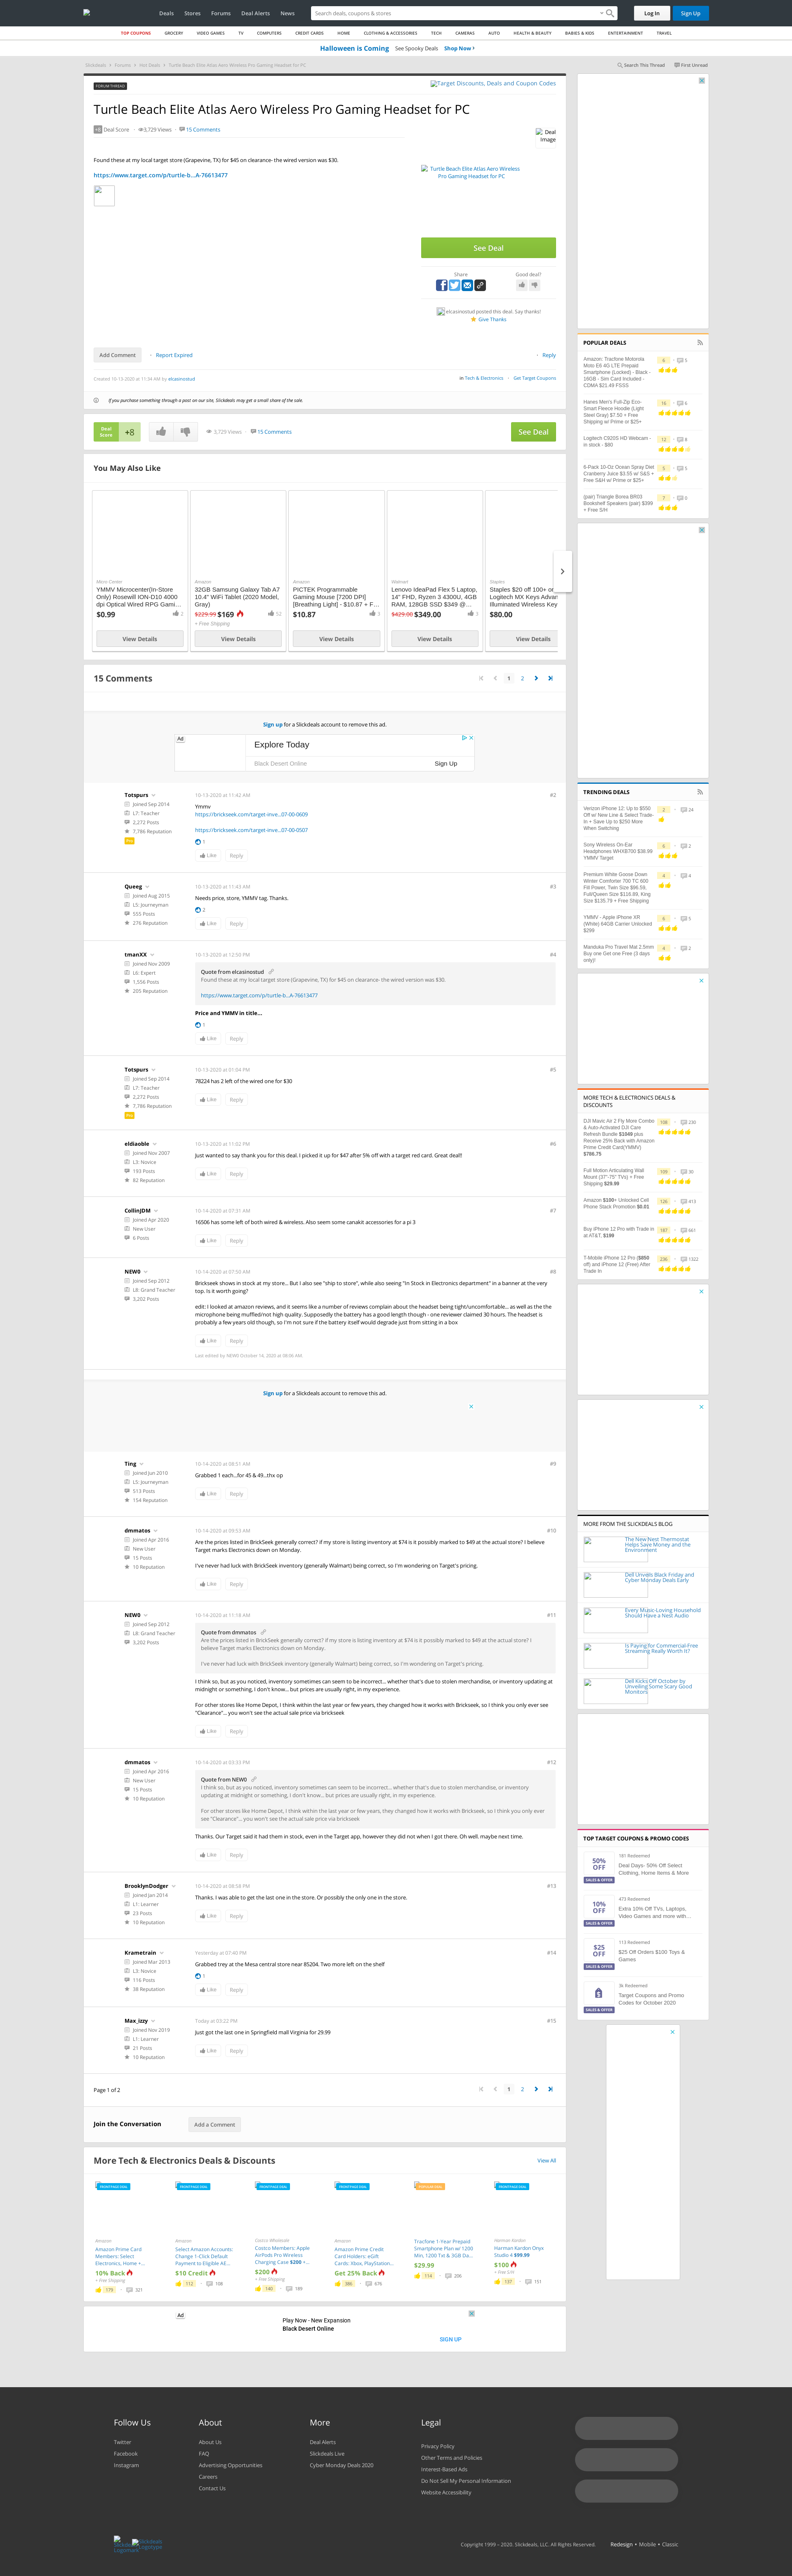 Deals Stores Forums Deal Alerts News
Search deals, coupons & stores
Log In Sign Up
TOP COUPONS GROCERY VIDEO GAMES TV COMPUTERS CREDIT CARDS HOME CLOTHING & ACCESSORIES TECH CAMERAS AUTO HEALTH & BEAUTY BABIES & KIDS ENTERTAINMENT TRAVEL
Halloween is Coming See Spooky Deals Shop Now ›
Slickdeals > Forums > Hot Deals > Turtle Beach Elite Atlas Aero Wireless Pro Gaming Headset for PC
Search This Thread First Unread
FORUM THREAD
Target Discounts, Deals and Coupon Codes
Turtle Beach Elite Atlas Aero Wireless Pro Gaming Headset for PC
+8 Deal Score 3,729 Views 15 Comments
Deal Image
Found these at my local target store (Grapevine, TX) for $45 on clearance- the wired version was $30.
https://www.target.com/p/turtle-b...A-76613477
Turtle Beach Elite Atlas Aero Wireless Pro Gaming Headset for PC
See Deal
Share Good deal?
elcasinostud posted this deal. Say thanks!
Give Thanks
Add Comment Report Expired Reply
Created 10-13-2020 at 11:34 AM by elcasinostud
in Tech & Electronics Get Target Coupons
If you purchase something through a post on our site, Slickdeals may get a small share of the sale.
Deal Score +8
3,729 Views 15 Comments
See Deal
You May Also Like
Micro Center
YMMV Microcenter(In-Store Only) Rosewill ION-D10 4000 dpi Optical Wired RPG Gami...
$0.99 2
View Details
Amazon
32GB Samsung Galaxy Tab A7 10.4" WiFi Tablet (2020 Model, Gray)
$229.99 $169 52
+ Free Shipping
View Details
Amazon
PICTEK Programmable Gaming Mouse [7200 DPI] [Breathing Light] - $10.87 + F...
$10.87 3
View Details
Walmart
Lenovo IdeaPad Flex 5 Laptop, 14" FHD, Ryzen 3 4300U, 4GB RAM, 128GB SSD $349 @...
$429.00 $349.00 3
View Details
Staples
Staples $20 off 100+ or
Logitech MX Keys Advan
Illuminated Wireless Key
$80.00
View Details
15 Comments
1 2
Sign up for a Slickdeals account to remove this ad.
Ad
Explore Today
Black Desert Online Sign Up
Totspurs
Joined Sep 2014
L7: Teacher
2,272 Posts
7,786 Reputation
Pro
10-13-2020 at 11:42 AM #2
Ymmv
https://brickseek.com/target-inve...07-00-0609
https://brickseek.com/target-inve...07-00-0507
1
Like Reply
Queeg
Joined Aug 2015
L5: Journeyman
555 Posts
276 Reputation
10-13-2020 at 11:43 AM #3
Needs price, store, YMMV tag. Thanks.
2
Like Reply
tmanXX
Joined Nov 2009
L6: Expert
1,556 Posts
205 Reputation
10-13-2020 at 12:50 PM #4
Quote from elcasinostud
Found these at my local target store (Grapevine, TX) for $45 on clearance- the wired version was $30.
https://www.target.com/p/turtle-b...A-76613477
Price and YMMV in title...
1
Like Reply
Totspurs
Joined Sep 2014
L7: Teacher
2,272 Posts
7,786 Reputation
Pro
10-13-2020 at 01:04 PM #5
78224 has 2 left of the wired one for $30
Like Reply
eldiaoble
Joined Nov 2007
L3: Novice
193 Posts
82 Reputation
10-13-2020 at 11:02 PM #6
Just wanted to say thank you for this deal. I picked it up for $47 after 5% off with a target red card. Great deal!!
Like Reply
CollinJDM
Joined Apr 2020
New User
6 Posts
10-14-2020 at 07:31 AM #7
16506 has some left of both wired & wireless. Also seem some canakit accessories for a pi 3
Like Reply
NEW0
Joined Sep 2012
L8: Grand Teacher
3,202 Posts
10-14-2020 at 07:50 AM #8
Brickseek shows in stock at my store... But I also see "ship to store", while also seeing "In Stock in Electronics department" in a banner at the very top. Is it worth going?
edit: I looked at amazon reviews, and it seems like a number of reviews complain about the headset being tight/uncomfortable... as well as the microphone being muffled/not high quality. Supposedly the battery has a good length though - one reviewer claimed 30 hours. The headset is probably a few years old though, so I'm not sure if the battery itself would degrade just from sitting in a box
Like Reply
Last edited by NEW0 October 14, 2020 at 08:06 AM.
Sign up for a Slickdeals account to remove this ad.
Ting
Joined Jun 2010
L5: Journeyman
513 Posts
154 Reputation
10-14-2020 at 08:51 AM #9
Grabbed 1 each...for 45 & 49...thx op
Like Reply
dmmatos
Joined Apr 2016
New User
15 Posts
10 Reputation
10-14-2020 at 09:53 AM #10
Are the prices listed in BrickSeek generally correct? if my store is listing inventory at $74 is it possibly marked to $49 at the actual store? I believe Target marks Electronics down on Monday.
I've never had luck with BrickSeek inventory (generally Walmart) being correct, so I'm wondering on Target's pricing.
Like Reply
NEW0
Joined Sep 2012
L8: Grand Teacher
3,202 Posts
10-14-2020 at 11:18 AM #11
Quote from dmmatos
Are the prices listed in BrickSeek generally correct? if my store is listing inventory at $74 is it possibly marked to $49 at the actual store? I believe Target marks Electronics down on Monday.
I've never had luck with BrickSeek inventory (generally Walmart) being correct, so I'm wondering on Target's pricing.
I think so, but as you noticed, inventory sometimes can seem to be incorrect... whether that's due to stolen merchandise, or inventory updating at midnight or something, I don't know... but prices are usually right, in my experience.
For other stores like Home Depot, I think within the last year or few years, they changed how it works with Brickseek, so I think you only ever see "Clearance"... you won't see the actual sale price via brickseek
Like Reply
dmmatos
Joined Apr 2016
New User
15 Posts
10 Reputation
10-14-2020 at 03:33 PM #12
Quote from NEW0
I think so, but as you noticed, inventory sometimes can seem to be incorrect... whether that's due to stolen merchandise, or inventory updating at midnight or something, I don't know... but prices are usually right, in my experience.
For other stores like Home Depot, I think within the last year or few years, they changed how it works with Brickseek, so I think you only ever see "Clearance"... you won't see the actual sale price via brickseek
Thanks. Our Target said it had them in stock, even in the Target app, however they did not when I got there. Oh well. maybe next time.
Like Reply
BrooklynDodger
Joined Jan 2014
L1: Learner
23 Posts
10 Reputation
10-14-2020 at 08:58 PM #13
Thanks. I was able to get the last one in the store. Or possibly the only one in the store.
Like Reply
Krametrain
Joined Mar 2013
L3: Novice
116 Posts
38 Reputation
Yesterday at 07:40 PM #14
Grabbed trey at the Mesa central store near 85204. Two more left on the shelf
1
Like Reply
Max_izzy
Joined Nov 2019
L1: Learner
21 Posts
10 Reputation
Today at 03:22 PM #15
Just got the last one in Springfield mall Virginia for 29.99
Like Reply
Page 1 of 2
1 2
Join the Conversation Add a Comment
More Tech & Electronics Deals & Discounts View All
FRONTPAGE DEAL
Amazon
Amazon Prime Card Members: Select Electronics, Home +...
10% Back
+ Free Shipping
179 321
FRONTPAGE DEAL
Amazon
Select Amazon Accounts: Change 1-Click Default Payment to Eligible AE...
$10 Credit
112 108
FRONTPAGE DEAL
Costco Wholesale
Costco Members: Apple AirPods Pro Wireless Charging Case $200 +...
$200
+ Free Shipping
140 189
FRONTPAGE DEAL
Amazon
Amazon Prime Credit Card Holders: eGift Cards: Xbox, PlayStation...
Get 25% Back
386 676
POPULAR DEAL
Tracfone 1-Year Prepaid Smartphone Plan w/ 1200 Min, 1200 Txt & 3GB Da...
$29.99
114 206
FRONTPAGE DEAL
Harman Kardon
Harman Kardon Onyx Studio 4 $99.99
$100
+ Free S/H
137 151
Ad
Play Now - New Expansion
Black Desert Online
SIGN UP
POPULAR DEALS
Amazon: Tracfone Motorola Moto E6 4G LTE Prepaid Smartphone (Locked) - Black - 16GB - Sim Card Included - CDMA $21.49 FSSS
6 5
Hanes Men's Full-Zip Eco-Smart Fleece Hoodie (Light Steel Gray) $7.50 + Free Shipping w/ Prime or $25+
16 6
Logitech C920S HD Webcam - in stock - $80
12 8
6-Pack 10-Oz Ocean Spray Diet Cranberry Juice $3.55 w/ S&S + Free S&H w/ Prime or $25+
5 5
(pair) Triangle Borea BR03 Bookshelf Speakers (pair) $399 + Free S/H
7 0
TRENDING DEALS
Verizon iPhone 12: Up to $550 Off w/ New Line & Select Trade-In + Save Up to $250 More When Switching
2 24
Sony Wireless On-Ear Headphones WHXB700 $38.99 YMMV Target
6 2
Premium White Goose Down Winter Comforter 700 TC 600 Fill Power, Twin Size $96.59, Full/Queen Size $118.89, King Size $135.79 + Free Shipping
4 4
YMMV - Apple iPhone XR (White) 64GB Carrier Unlocked $299
6 5
Manduka Pro Travel Mat 2.5mm Buy one Get one Free (3 days only)!
4 2
MORE TECH & ELECTRONICS DEALS & DISCOUNTS
DJI Mavic Air 2 Fly More Combo & Auto-Activated DJI Care Refresh Bundle $1049 plus Receive 25% Back with Amazon Prime Credit Card(YMMV) $786.75
108 230
Full Motion Articulating Wall Mount (37"-75" TVs) + Free Shipping $29.99
199 30
Amazon $100+ Unlocked Cell Phone Stack Promotion $0.01
126 413
Buy iPhone 12 Pro with Trade in at AT&T, $199
187 661
T-Mobile iPhone 12 Pro ($850 off) and iPhone 12 (Free) After Trade In
236 1322
MORE FROM THE SLICKDEALS BLOG
The New Nest Thermostat Helps Save Money and the Environment
Dell Unveils Black Friday and Cyber Monday Deals Early
Every Music-Loving Household Should Have a Nest Audio
Is Paying for Commercial-Free Streaming Really Worth It?
Dell Kicks Off October by Unveiling Some Scary Good Monitors
TOP TARGET COUPONS & PROMO CODES
50% OFF
SALES & OFFER
181 Redeemed
Deal Days- 50% Off Select Clothing, Home Items & More
10% OFF
SALES & OFFER
473 Redeemed
Extra 10% Off TVs, Laptops, Video Games and more with...
$25 OFF
SALES & OFFER
113 Redeemed
$25 Off Orders $100 Toys & Games
SALES & OFFER
3k Redeemed
Target Coupons and Promo Codes for October 2020
Follow Us
Twitter
Facebook
Instagram
About
About Us
FAQ
Advertising Opportunities
Careers
Contact Us
More
Deal Alerts
Slickdeals Live
Cyber Monday Deals 2020
Legal
Privacy Policy
Other Terms and Policies
Interest-Based Ads
Do Not Sell My Personal Information
Website Accessibility
Copyright 1999 - 2020. Slickdeals, LLC. All Rights Reserved. Redesign • Mobile • Classic